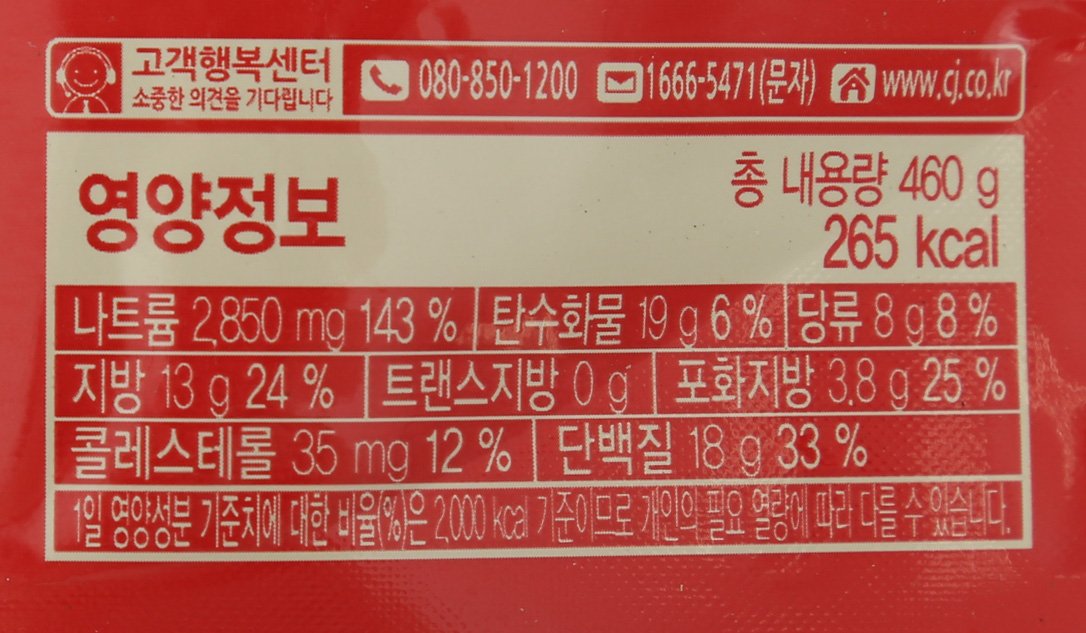 고객행복센터
소중한 의견을 기다립니다
080-850-1200 1666-5471(문자) www.cj.co.kr
영양정보
총 내용량 460 g
265 kcal
나트륨 2,850 mg 143 % 탄수화물 19 g 6 % 당류 8 g 8 %
지방 13 g 24 % 트랜스지방 0 g 포화지방 3.8 g 25 %
콜레스테롤 35 mg 12 % 단백질 18 g 33 %
1일 영양성분 기준치에 대한 비율(%)은 2,000 kcal 기준이므로 개인의 필요 열량에 따라 다를 수 있습니다.